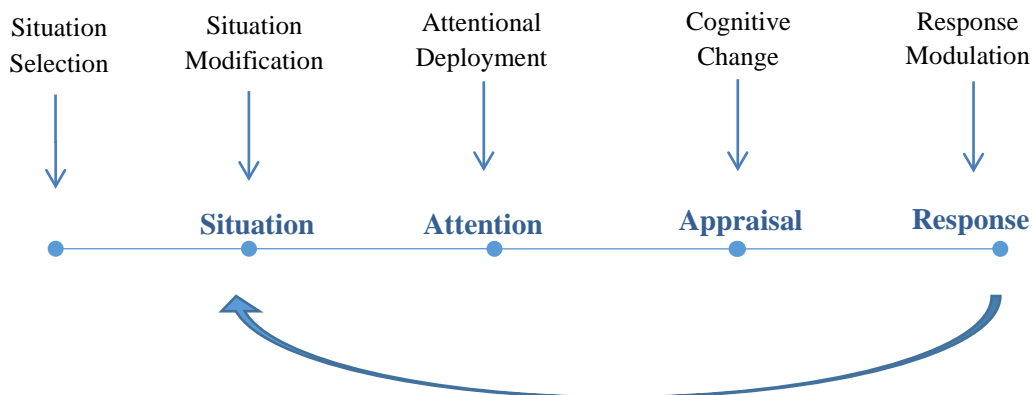 Situation
Selection
Situation
Modification
Attentional
Deployment
Cognitive
Change
Response
Modulation
Situation
Attention
Appraisal
Response